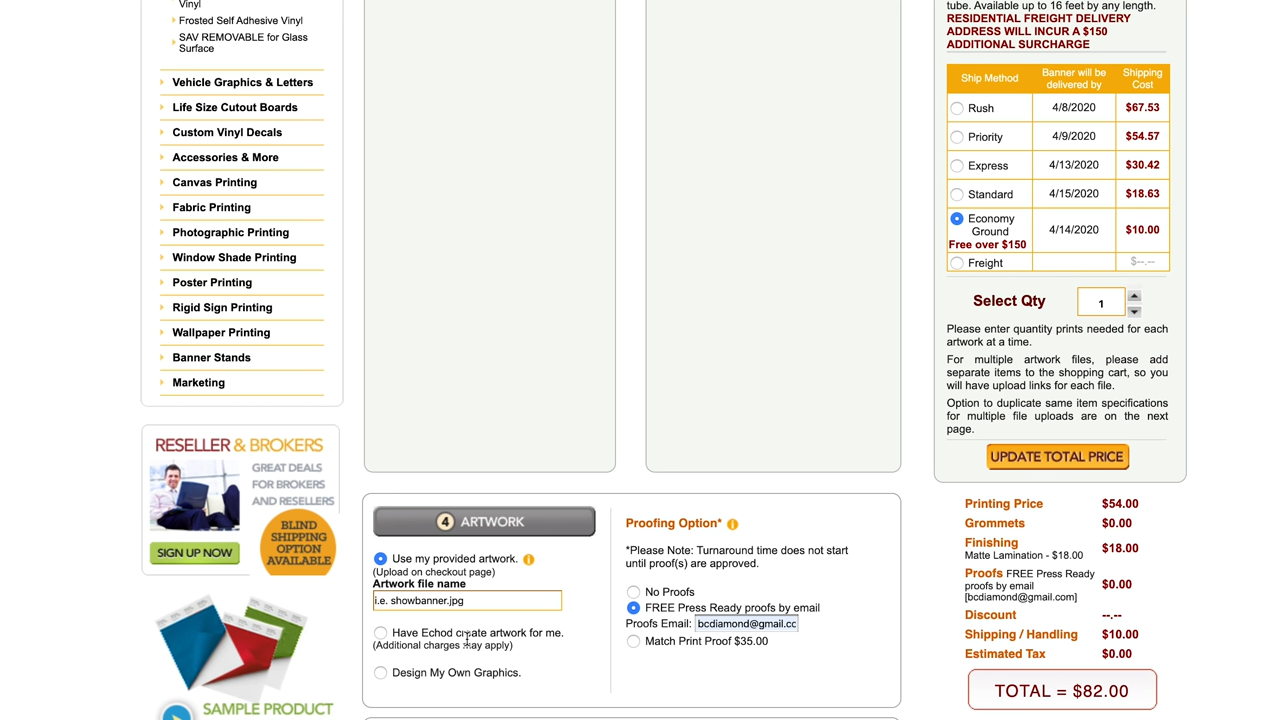 Vinyl
Frosted Self Adhesive Vinyl
SAV REMOVABLE for Glass
Surface
Vehicle Graphics & Letters
Life Size Cutout Boards
Custom Vinyl Decals
Accessories & More
Canvas Printing
Fabric Printing
Photographic Printing
Window Shade Printing
Poster Printing
Rigid Sign Printing
Wallpaper Printing
Banner Stands
Marketing
RESELLER & BROKERS
GREAT DEALS
FOR BROKERS
AND RESELLERS
BLIND
SHIPPING
OPTION
AVAILABLE
SIGN UP NOW
SAMPLE PRODUCT
4 ARTWORK
Use my provided artwork.
(Upload on checkout page)
Artwork file name
i.e. showbanner.jpg
Have Echod create artwork for me.
(Additional charges may apply)
Design My Own Graphics.
Proofing Option*
*Please Note: Turnaround time does not start
until proof(s) are approved.
No Proofs
FREE Press Ready proofs by email
Proofs Email: bcdiamond@gmail.cc
Match Print Proof $35.00
tube. Available up to 16 feet by any length.
RESIDENTIAL FREIGHT DELIVERY
ADDRESS WILL INCUR A $150
ADDITIONAL SURCHARGE
Ship Method Banner will be delivered by Shipping Cost
Rush 4/8/2020 $67.53
Priority 4/9/2020 $54.57
Express 4/13/2020 $30.42
Standard 4/15/2020 $18.63
Economy Ground Free over $150 4/14/2020 $10.00
Freight $--.--
Select Qty 1
Please enter quantity prints needed for each
artwork at a time.
For multiple artwork files, please add
separate items to the shopping cart, so you
will have upload links for each file.
Option to duplicate same item specifications
for multiple file uploads are on the next
page.
UPDATE TOTAL PRICE
Printing Price $54.00
Grommets $0.00
Finishing
Matte Lamination - $18.00 $18.00
Proofs FREE Press Ready
proofs by email $0.00
[bcdiamond@gmail.com]
Discount --.--
Shipping / Handling $10.00
Estimated Tax $0.00
TOTAL = $82.00